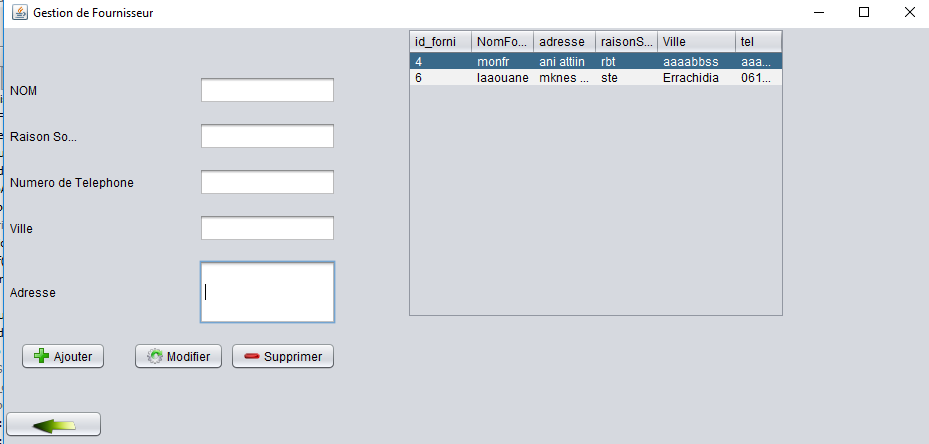 Gestion de Fournisseur
id_forni NomFo... adresse raisonS... Ville tel
4 monfr ani attiin rbt aaaabbss aaa...
6 laaouane mknes ... ste Errachidia 061...
NOM
Raison So...
Numero de Telephone
Ville
Adresse
Ajouter Modifier Supprimer